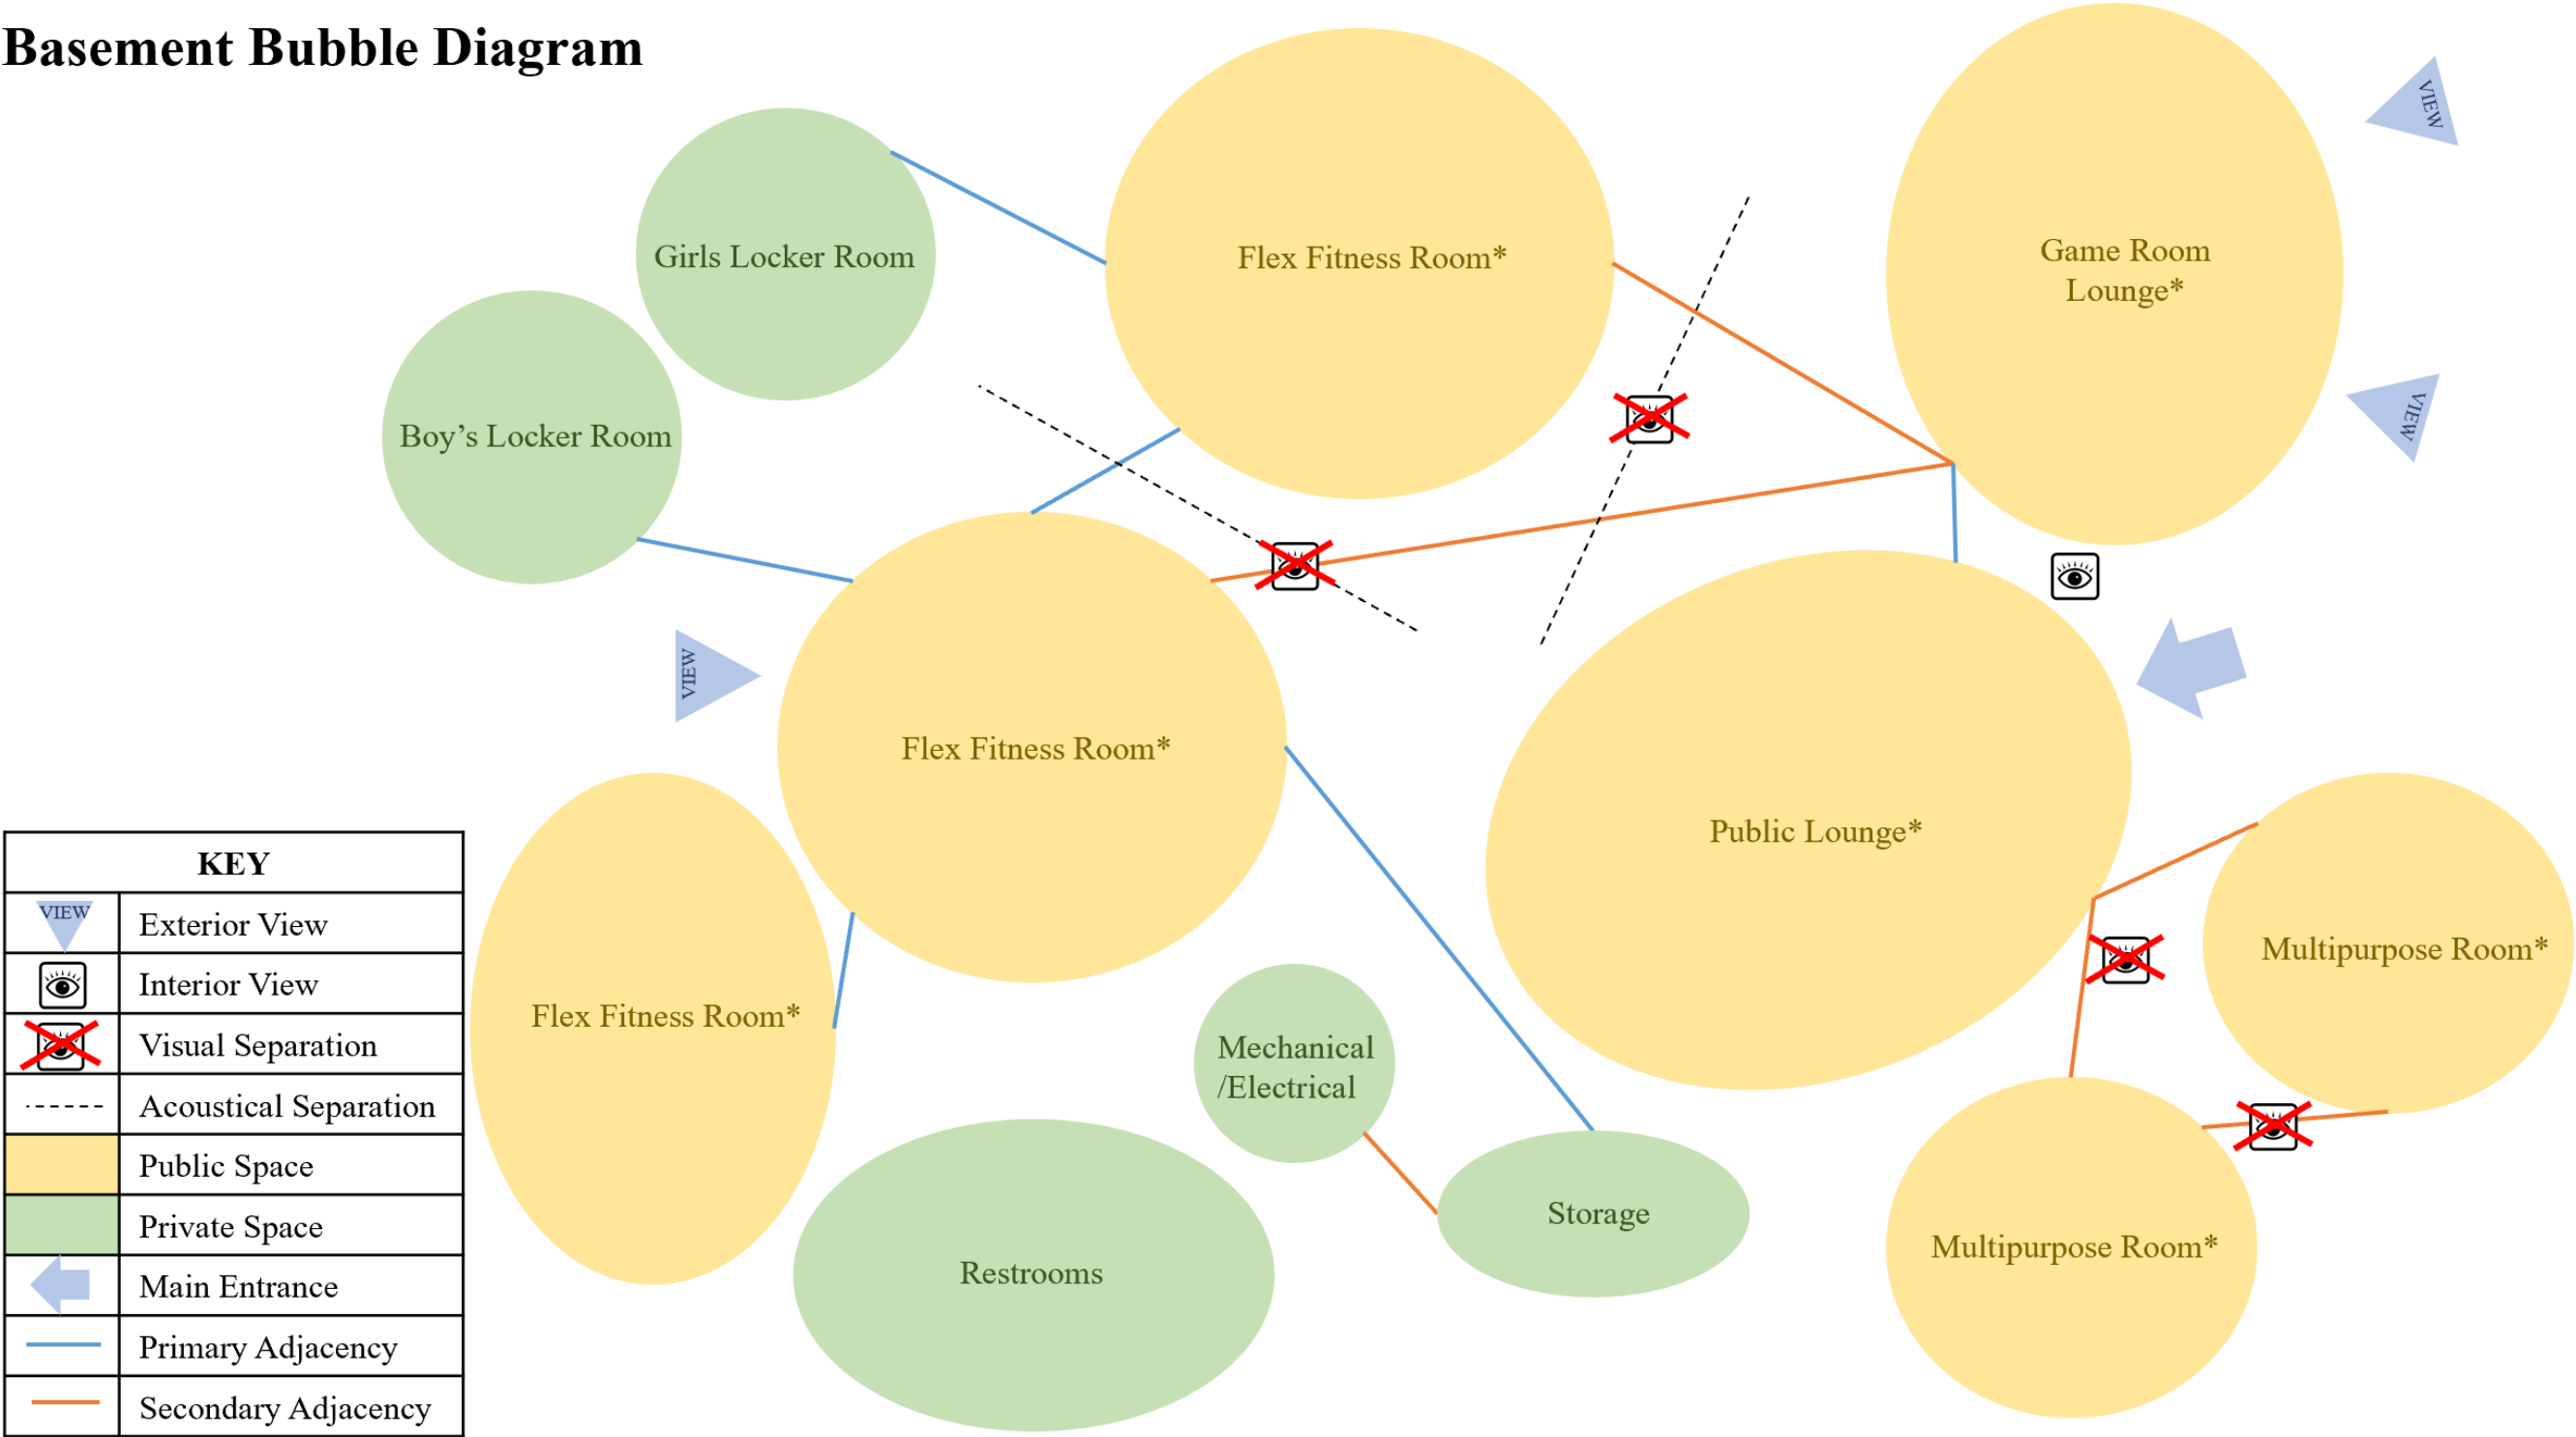 Basement Bubble Diagram
Girls Locker Room
Boy’s Locker Room
Flex Fitness Room*
Game Room
Lounge*
VIEW
VIEW
VIEW
Flex Fitness Room*
Public Lounge*
Flex Fitness Room*
Mechanical
/Electrical
Multipurpose Room*
Restrooms
Storage
Multipurpose Room*
KEY
VIEW
Exterior View
Interior View
Visual Separation
Acoustical Separation
Public Space
Private Space
Main Entrance
Primary Adjacency
Secondary Adjacency